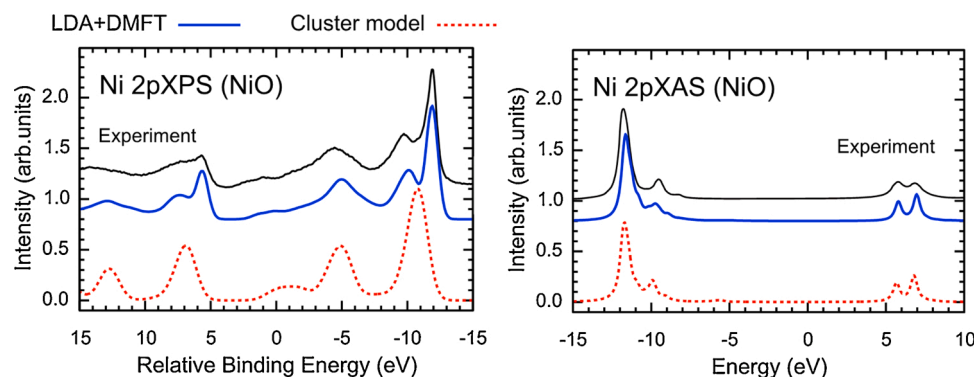 LDA+DMFT Cluster model
Ni 2pXPS (NiO)
Experiment
Intensity (arb.units)
2.0
1.5
1.0
0.5
0.0
15 10 5 0 -5 -10 -15
Relative Binding Energy (eV)
Ni 2pXAS (NiO)
Experiment
Intensity (arb.units)
2.0
1.5
1.0
0.5
0.0
-15 -10 -5 0 5 10
Energy (eV)